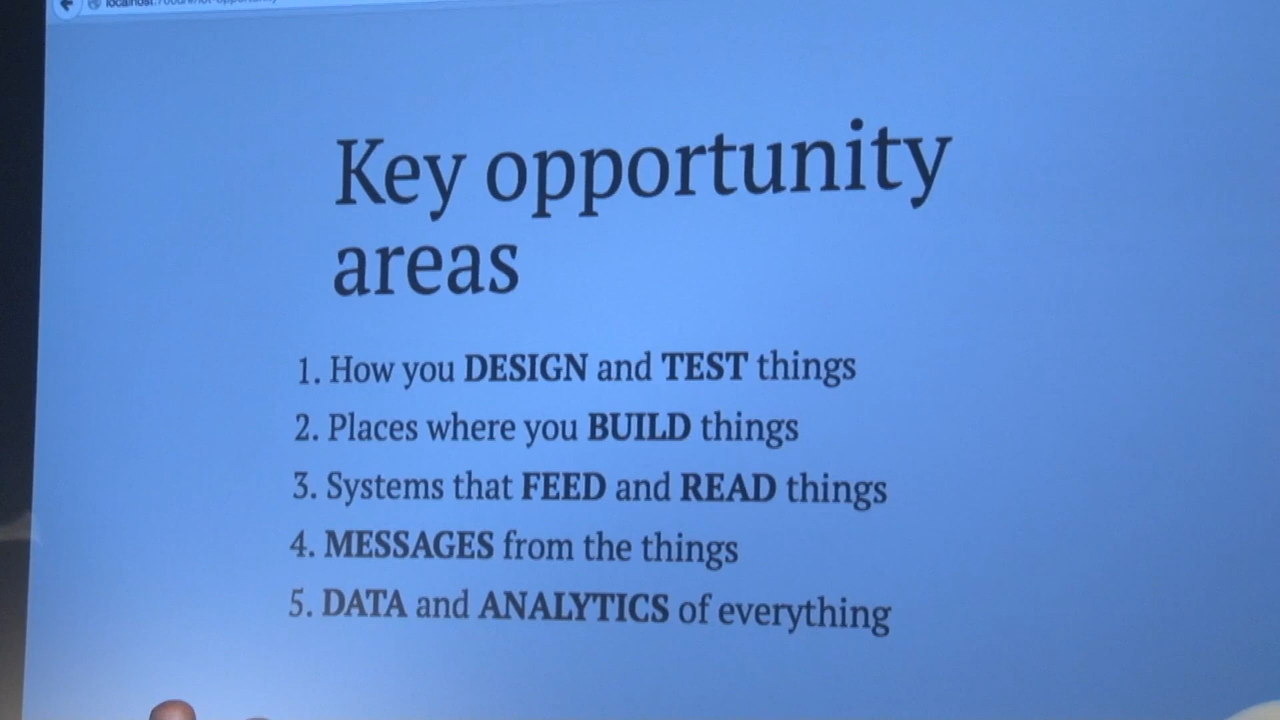 Key opportunity
areas
1. How you DESIGN and TEST things
2. Places where you BUILD things
3. Systems that FEED and READ things
4. MESSAGES from the things
5. DATA and ANALYTICS of everything